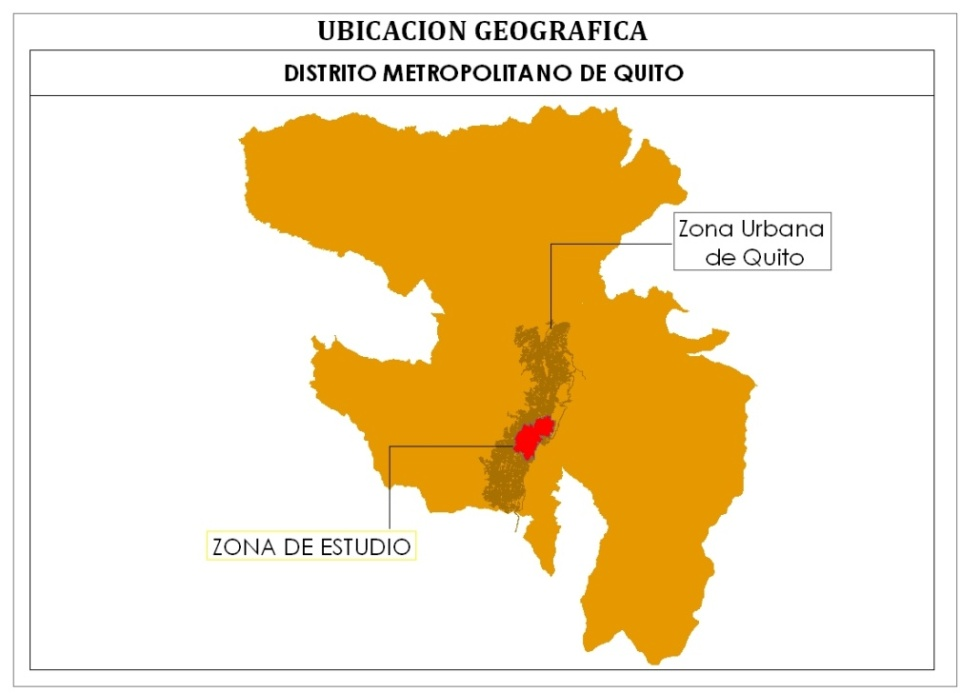 UBICACION GEOGRAFICA
DISTRITO METROPOLITANO DE QUITO
Zona Urbana
de Quito
ZONA DE ESTUDIO